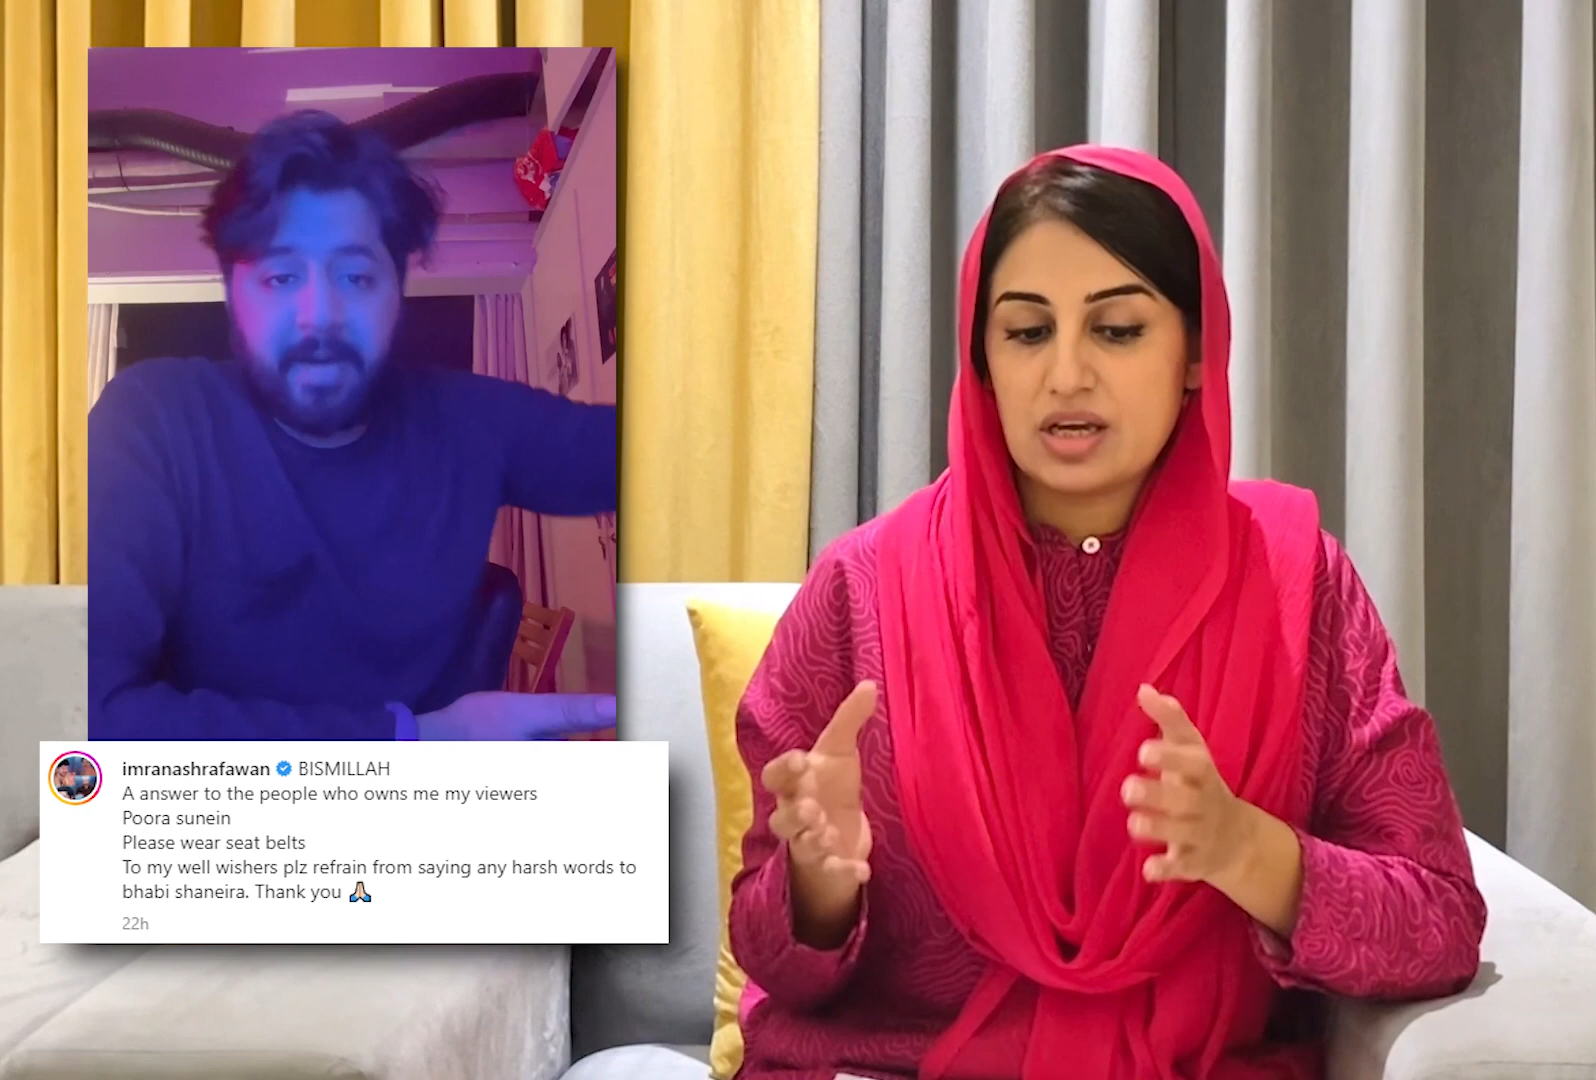 imranashrafawan BISMILLAH
A answer to the people who owns me my viewers
Poora sunein
Please wear seat belts
To my well wishers plz refrain from saying any harsh words to
bhabi shaneira. Thank you 🙏🏻
22h